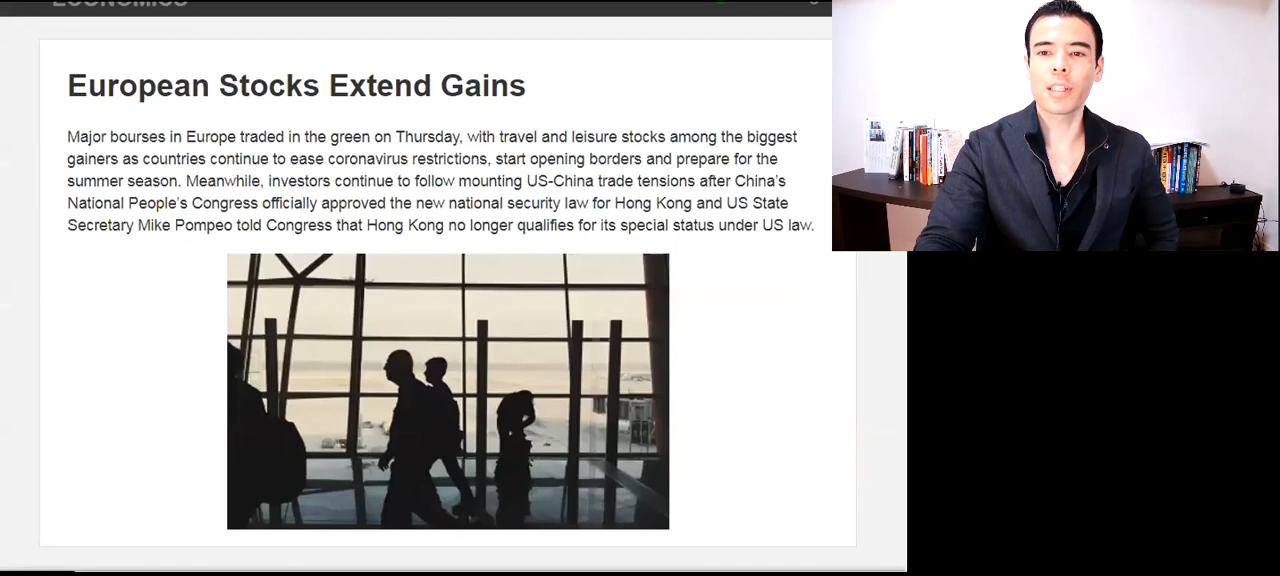 ECONOMICS
European Stocks Extend Gains
Major bourses in Europe traded in the green on Thursday, with travel and leisure stocks among the biggest
gainers as countries continue to ease coronavirus restrictions, start opening borders and prepare for the
summer season. Meanwhile, investors continue to follow mounting US-China trade tensions after China's
National People's Congress officially approved the new national security law for Hong Kong and US State
Secretary Mike Pompeo told Congress that Hong Kong no longer qualifies for its special status under US law.